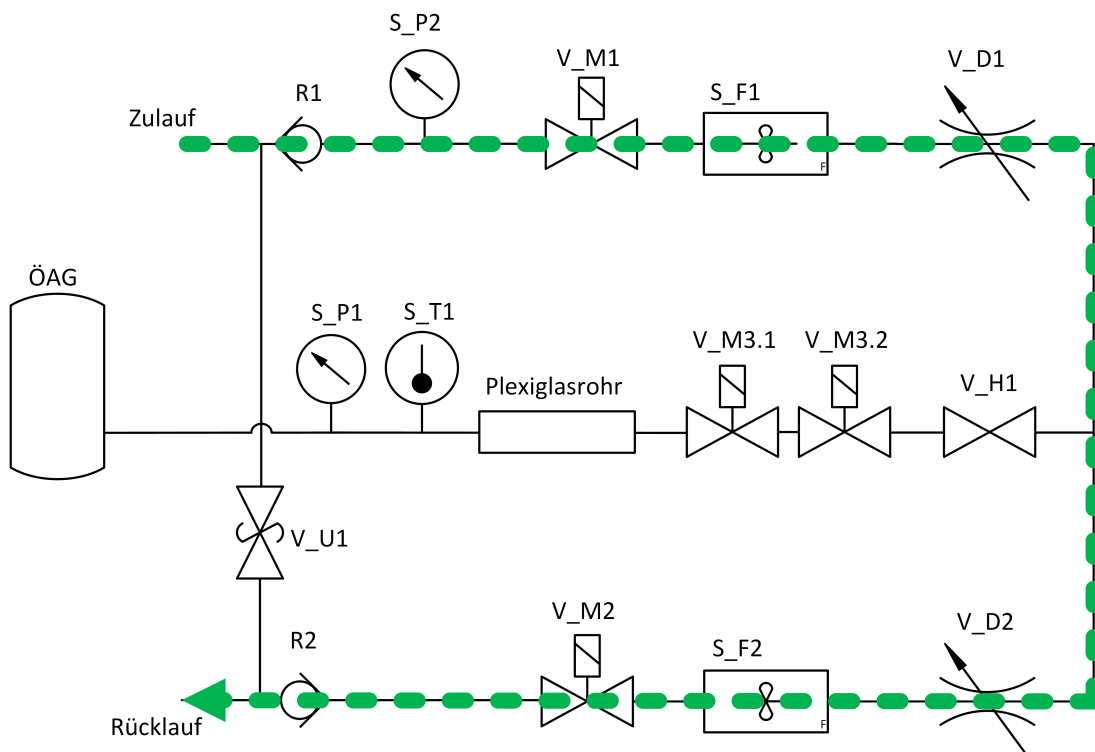 S_P2
V_M1
V_D1
R1
S_F1
Zulauf
F
ÖAG
S_P1
S_T1
V_M3.1
V_M3.2
Plexiglasrohr
V_H1
V_U1
V_M2
V_D2
R2
S_F2
Rücklauf
F